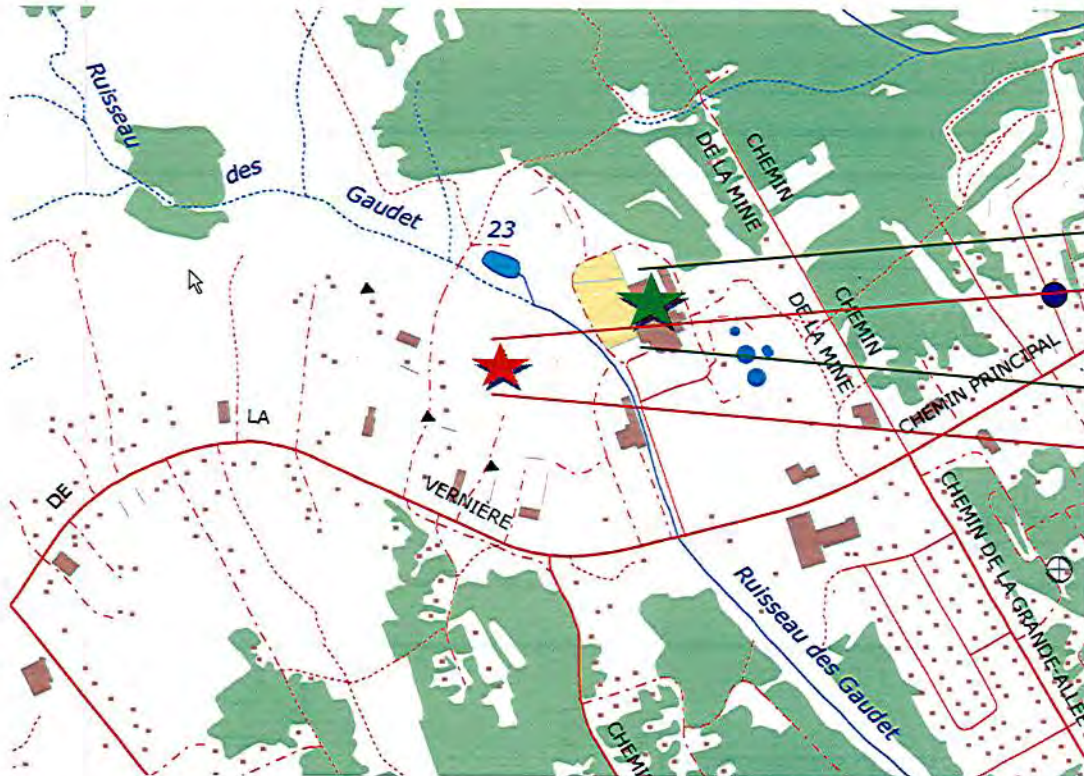 Ruisseau
des
Gaudet
23
CHEMIN
DE LA MINE
CHEMIN
DE LA MINE
CHEMIN PRINCIPAL
LA
DE
VERNIÈRE
CHEMIN DE LA GRANDE-ALLÉE
Ruisseau des Gaudet
CHEMIN